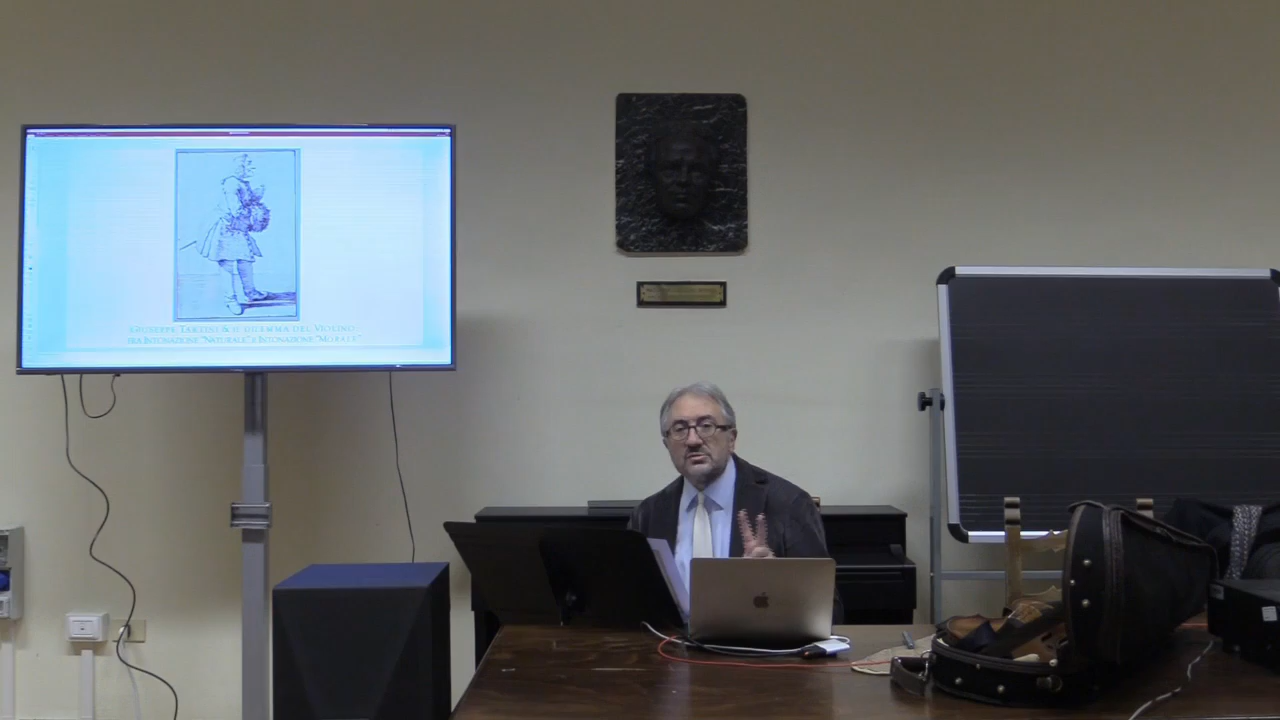 GIUSEPPE TARTINI & IL DILEMMA DEL VIOLINO
FRA INTONAZIONE "NATURALE" E INTONAZIONE "MORALE"